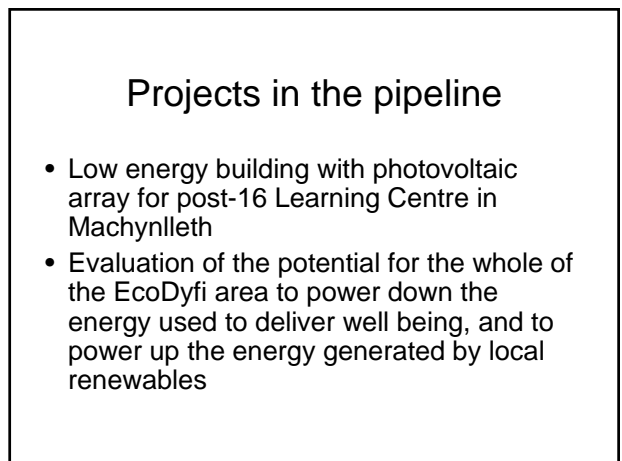 Projects in the pipeline
• Low energy building with photovoltaic
array for post-16 Learning Centre in
Machynlleth
• Evaluation of the potential for the whole of
the EcoDyfi area to power down the
energy used to deliver well being, and to
power up the energy generated by local
renewables